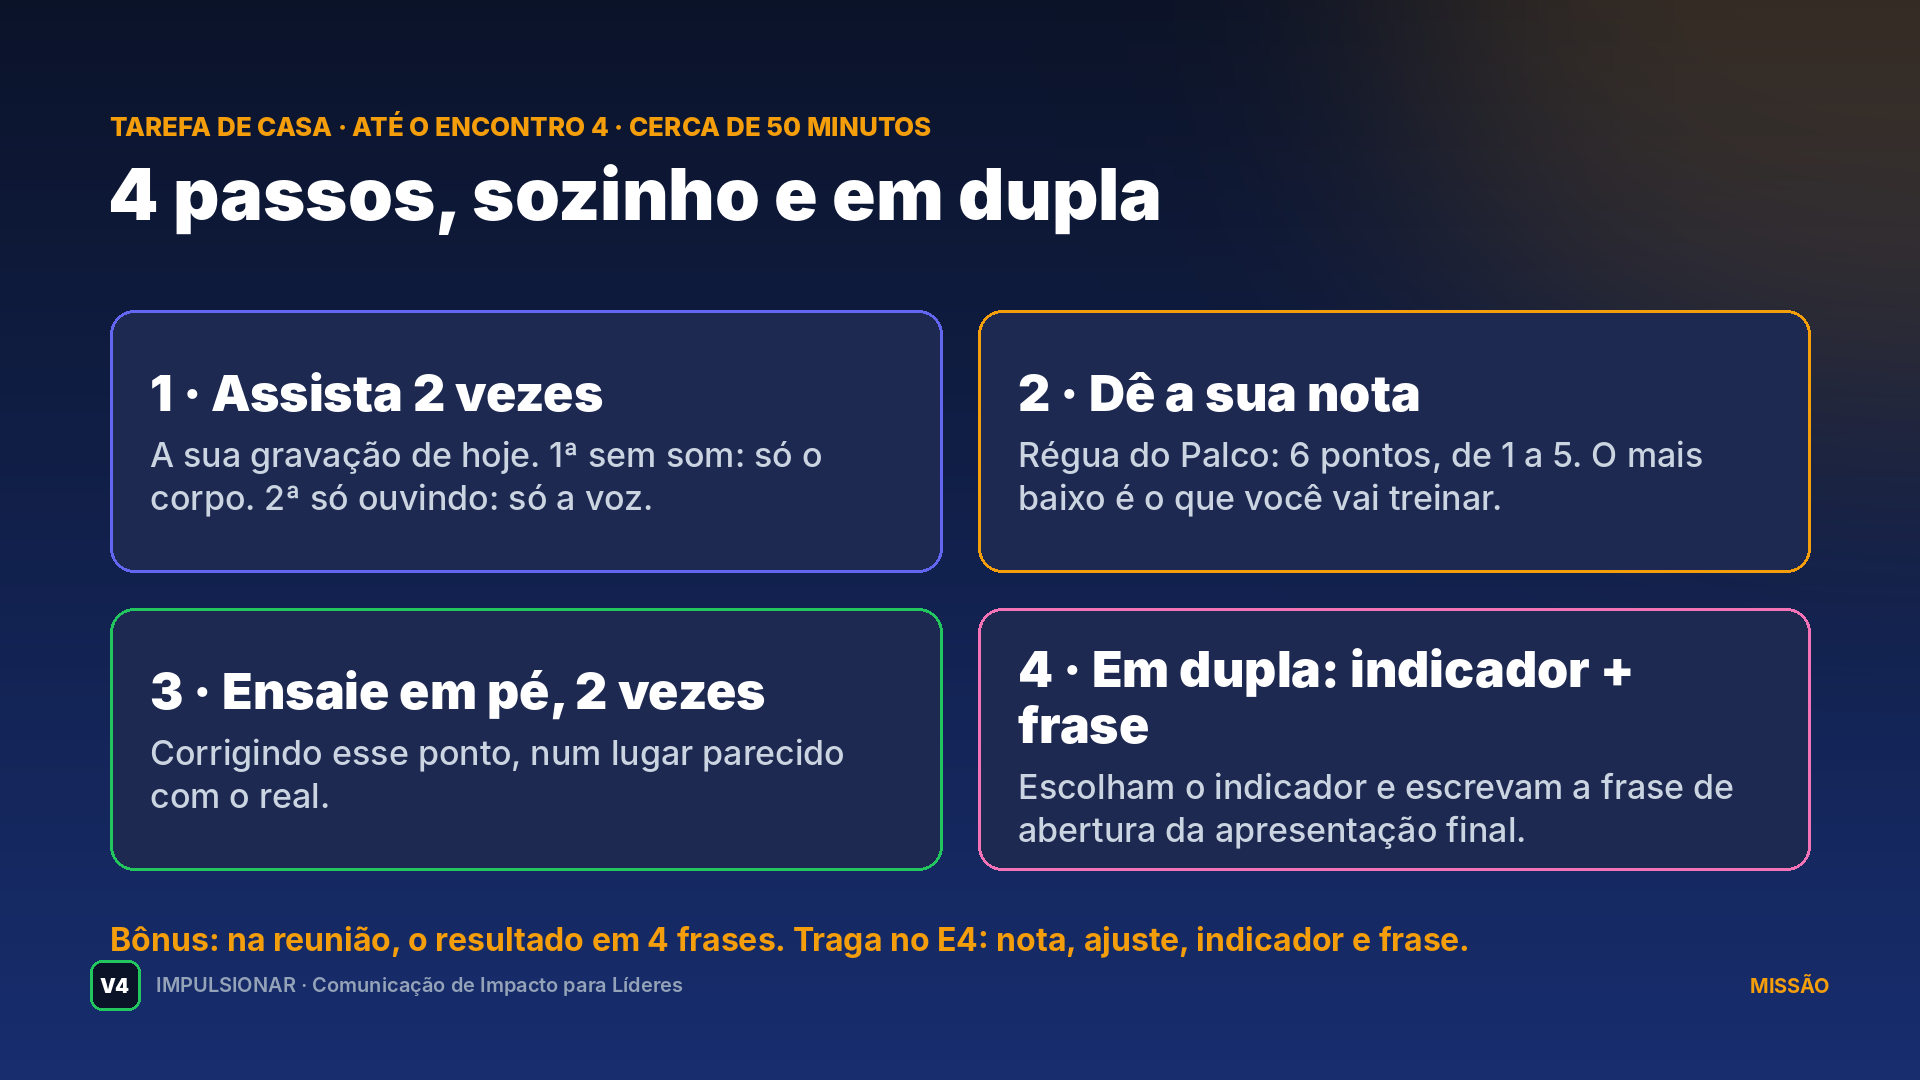 TAREFA DE CASA · ATÉ O ENCONTRO 4 · CERCA DE 50 MINUTOS
4 passos, sozinho e em dupla
1 · Assista 2 vezes
A sua gravação de hoje. 1ª sem som: só o
corpo. 2ª só ouvindo: só a voz.
2 · Dê a sua nota
Régua do Palco: 6 pontos, de 1 a 5. O mais
baixo é o que você vai treinar.
3 · Ensaie em pé, 2 vezes
Corrigindo esse ponto, num lugar parecido
com o real.
4 · Em dupla: indicador +
frase
Escolham o indicador e escrevam a frase de
abertura da apresentação final.
Bônus: na reunião, o resultado em 4 frases. Traga no E4: nota, ajuste, indicador e frase.
V4 IMPULSIONAR · Comunicação de Impacto para Líderes
MISSÃO